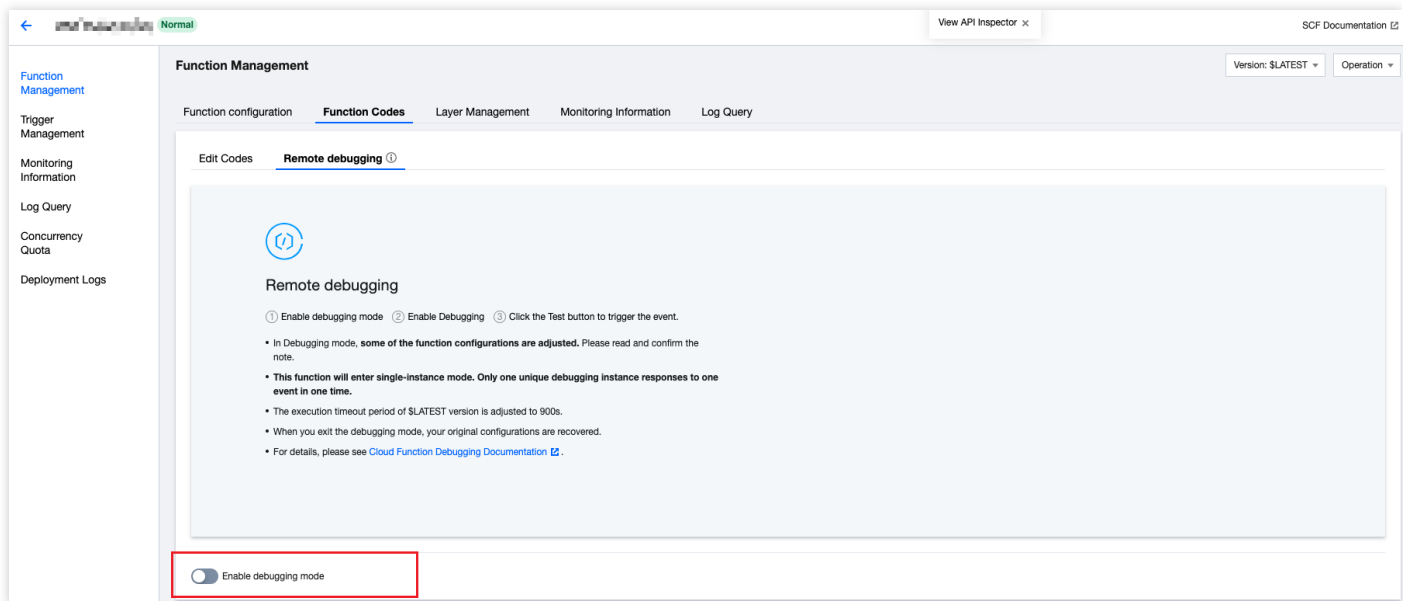 Normal
View API Inspector ×
SCF Documentation
Function
Management
Trigger
Management
Monitoring
Information
Log Query
Concurrency
Quota
Deployment Logs
Function Management
Version: $LATEST
Operation
Function configuration
Function Codes
Layer Management
Monitoring Information
Log Query
Edit Codes
Remote debugging
Remote debugging
1 Enable debugging mode 2 Enable Debugging 3 Click the Test button to trigger the event.
• In Debugging mode, some of the function configurations are adjusted. Please read and confirm the
note.
• This function will enter single-instance mode. Only one unique debugging instance responses to one
event in one time.
• The execution timeout period of $LATEST version is adjusted to 900s.
• When you exit the debugging mode, your original configurations are recovered.
• For details, please see Cloud Function Debugging Documentation .
Enable debugging mode